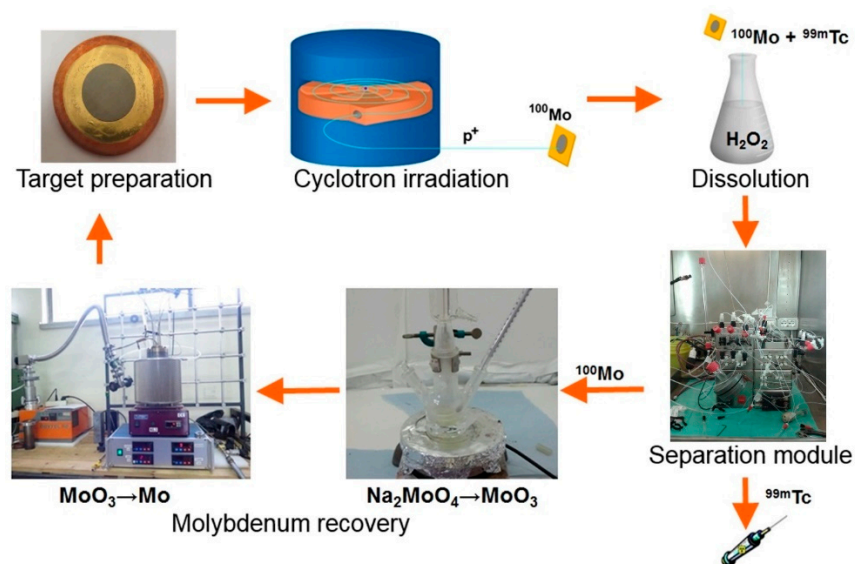 ¹⁰⁰Mo + ⁹⁹ᵐTc
¹⁰⁰Mo
p⁺
H₂O₂
Target preparation
Cyclotron irradiation
Dissolution
¹⁰⁰Mo
Separation module
MoO₃→Mo
Na₂MoO₄→MoO₃
Molybdenum recovery
⁹⁹ᵐTc